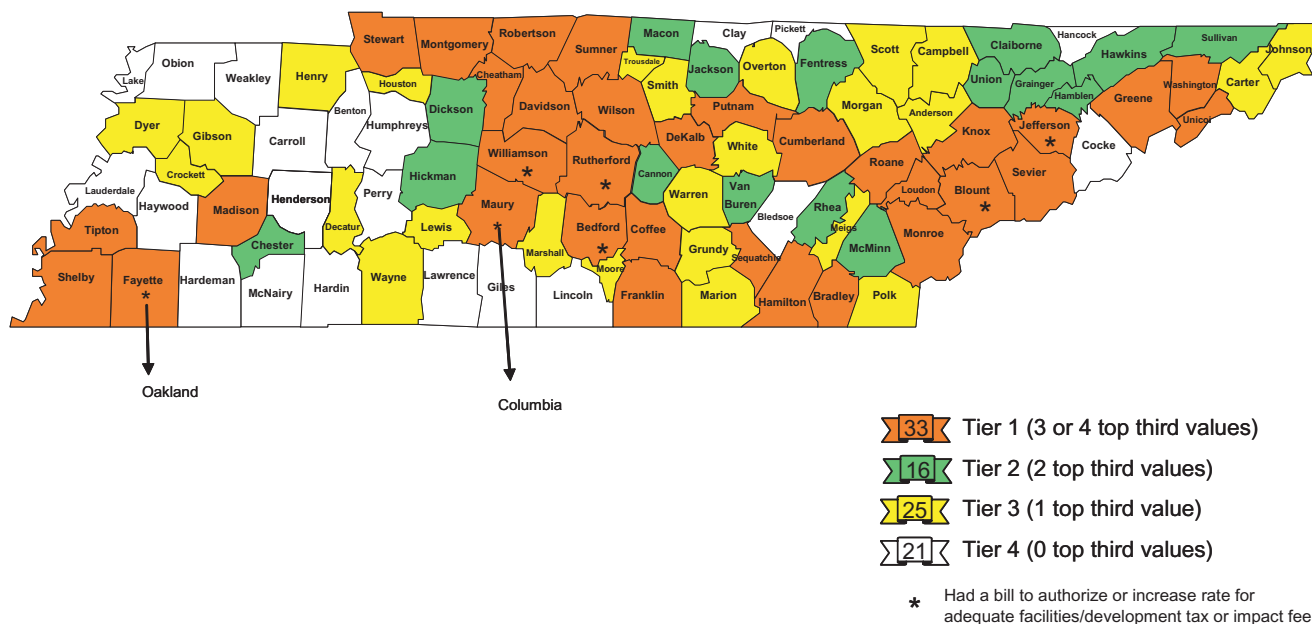 Stewart
Montgomery
Robertson
Sumner
Macon
Clay
Pickett
Scott
Campbell
Claiborne
Hancock
Hawkins
Sullivan
Johnson
Lake
Obion
Weakley
Henry
Houston
Cheatham
Trousdale
Jackson
Overton
Fentress
Union
Grainger
Hamblen
Washington
Carter
Dyer
Gibson
Benton
Humphreys
Dickson
Davidson
Wilson
Smith
Putnam
Morgan
Anderson
Greene
Unicoi
Carroll
Crockett
Williamson
Rutherford
DeKalb
White
Cumberland
Knox
Jefferson
Cocke
*
*
*
Lauderdale
Haywood
Madison
Henderson
Decatur
Perry
Hickman
Cannon
Warren
Van
Buren
Bledsoe
Rhea
Roane
Loudon
Blount
Sevier
*
Tipton
Chester
Lewis
Maury
*
Marshall
Bedford
*
Coffee
Grundy
Sequatchie
Meigs
McMinn
Monroe
Shelby
Fayette
*
Hardeman
McNairy
Hardin
Wayne
Lawrence
Giles
Lincoln
Moore
Franklin
Marion
Hamilton
Bradley
Polk
Oakland
Columbia
33 Tier 1 (3 or 4 top third values)
16 Tier 2 (2 top third values)
25 Tier 3 (1 top third value)
21 Tier 4 (0 top third values)
* Had a bill to authorize or increase rate for
adequate facilities/development tax or impact fee